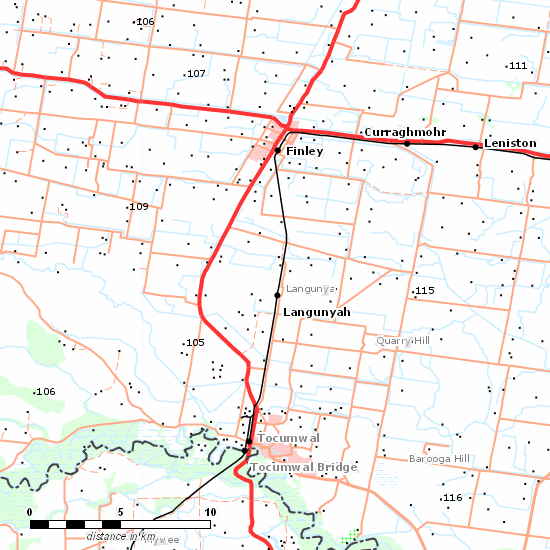 106
111
107
Curraghmohr
Leniston
Finley
109
Langunya
115
Langunyah
105
Quarry Hill
106
Tocumwal
Barooga Hill
Tocumwal Bridge
116
0 5 10
distance in km